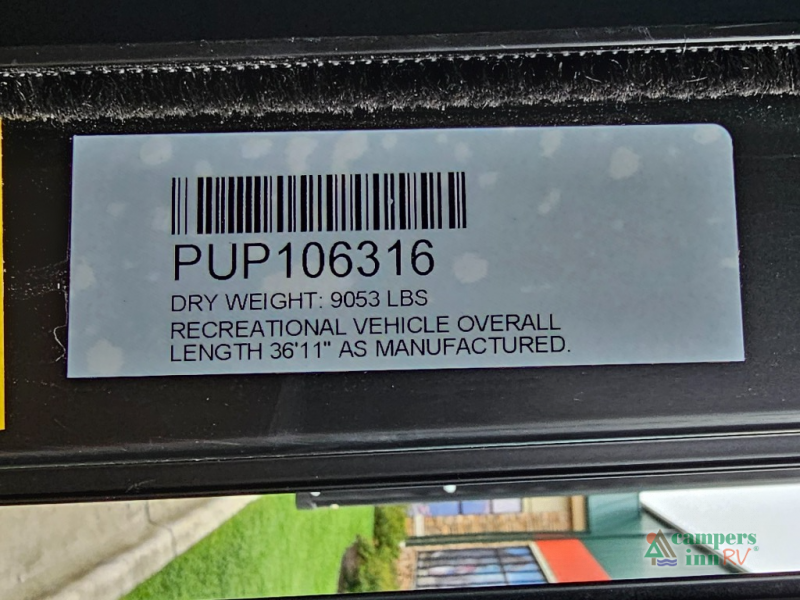 PUP106316
DRY WEIGHT: 9053 LBS
RECREATIONAL VEHICLE OVERALL
LENGTH 36'11" AS MANUFACTURED.
campers
inn RV®